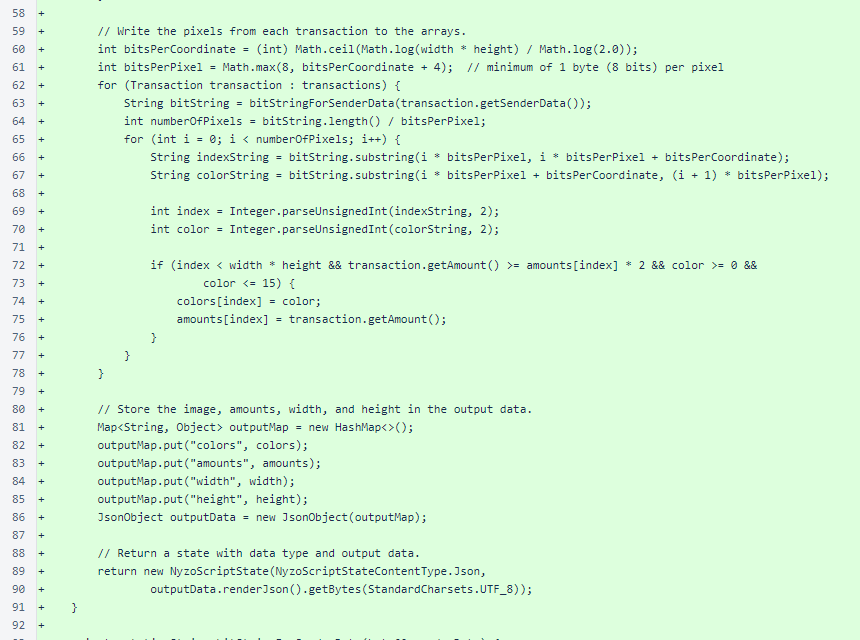 58 +
59 + // Write the pixels from each transaction to the arrays.
60 + int bitsPerCoordinate = (int) Math.ceil(Math.log(width * height) / Math.log(2.0));
61 + int bitsPerPixel = Math.max(8, bitsPerCoordinate + 4);  // minimum of 1 byte (8 bits) per pixel
62 + for (Transaction transaction : transactions) {
63 + String bitString = bitStringForSenderData(transaction.getSenderData());
64 + int numberOfPixels = bitString.length() / bitsPerPixel;
65 + for (int i = 0; i < numberOfPixels; i++) {
66 + String indexString = bitString.substring(i * bitsPerPixel, i * bitsPerPixel + bitsPerCoordinate);
67 + String colorString = bitString.substring(i * bitsPerPixel + bitsPerCoordinate, (i + 1) * bitsPerPixel);
68 +
69 + int index = Integer.parseUnsignedInt(indexString, 2);
70 + int color = Integer.parseUnsignedInt(colorString, 2);
71 +
72 + if (index < width * height && transaction.getAmount() >= amounts[index] * 2 && color >= 0 &&
73 + color <= 15) {
74 + colors[index] = color;
75 + amounts[index] = transaction.getAmount();
76 + }
77 + }
78 + }
79 +
80 + // Store the image, amounts, width, and height in the output data.
81 + Map<String, Object> outputMap = new HashMap<>();
82 + outputMap.put("colors", colors);
83 + outputMap.put("amounts", amounts);
84 + outputMap.put("width", width);
85 + outputMap.put("height", height);
86 + JsonObject outputData = new JsonObject(outputMap);
87 +
88 + // Return a state with data type and output data.
89 + return new NyzoScriptState(NyzoScriptStateContentType.Json,
90 + outputData.renderJson().getBytes(StandardCharsets.UTF_8));
91 + }
92 +